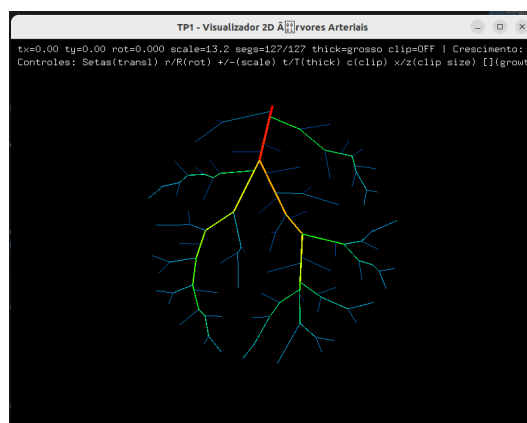 TP1 - Visualizador 2D Ã rvores Arteriais
tx=0.00 ty=0.00 rot=0.000 scale=13.2 segs=127/127 thick=grosso clip=OFF | Crescimento:
Controles: Setas(transl) r/R(rot) +/-(scale) t/T(thick) c(clip) x/z(clip size) [](growt